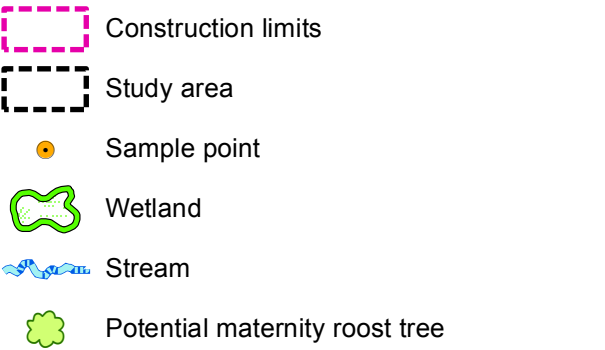 Construction limits
Study area
Sample point
Wetland
Stream
Potential maternity roost tree